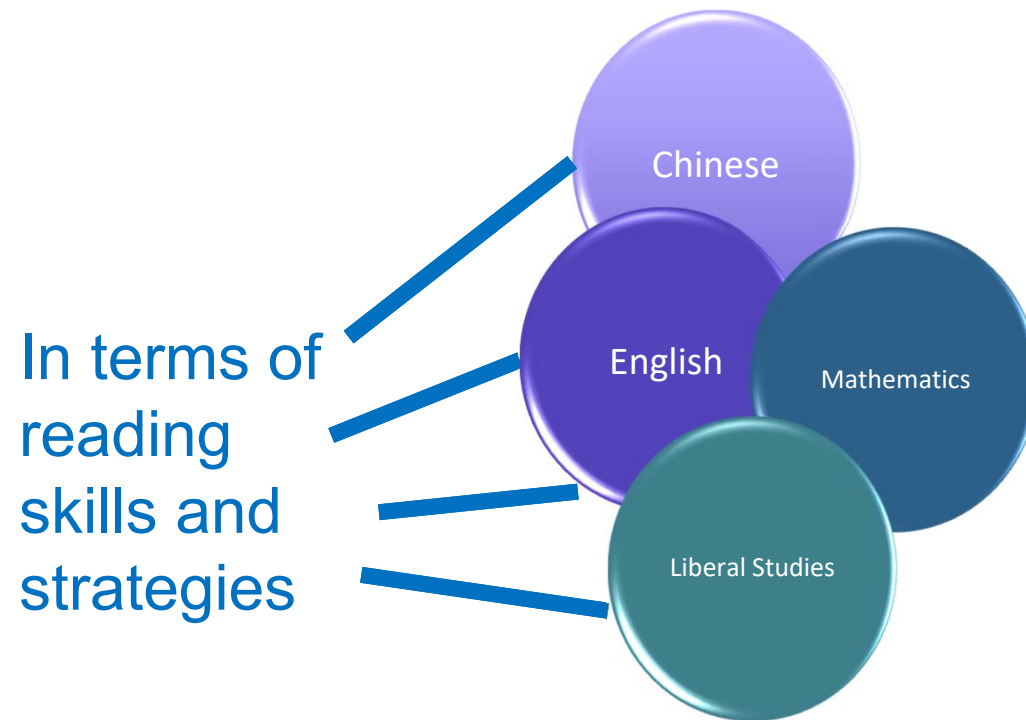 In terms of
reading
skills and
strategies
Chinese
English
Mathematics
Liberal Studies